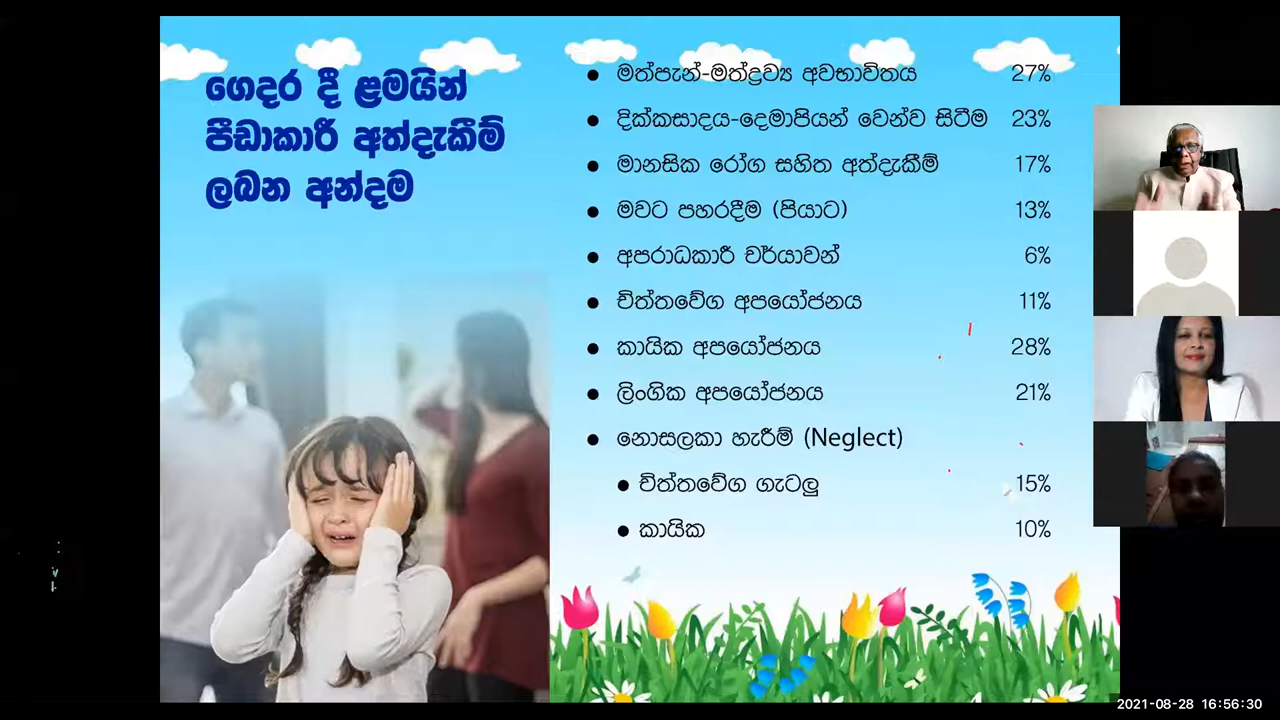 ගෙදර දී ළමයින්
පීඩාකාරී අත්දැකීම්
ලබන අන්දම
● මත්පැන්-මත්ද්‍රව්‍ය අවභාවිතය 27%
● දික්කසාදය-දෙමාපියන් වෙන්ව සිටීම 23%
● මානසික රෝග සහිත අත්දැකීම් 17%
● මවට පහරදීම (පියාට) 13%
● අපරාධකාරී චර්යාවන් 6%
● චිත්තවේග අපයෝජනය 11%
● කායික අපයෝජනය 28%
● ලිංගික අපයෝජනය 21%
● නොසලකා හැරීම් (Neglect)
● චිත්තවේග ගැටලු 15%
● කායික 10%
2021-08-28 16:56:30